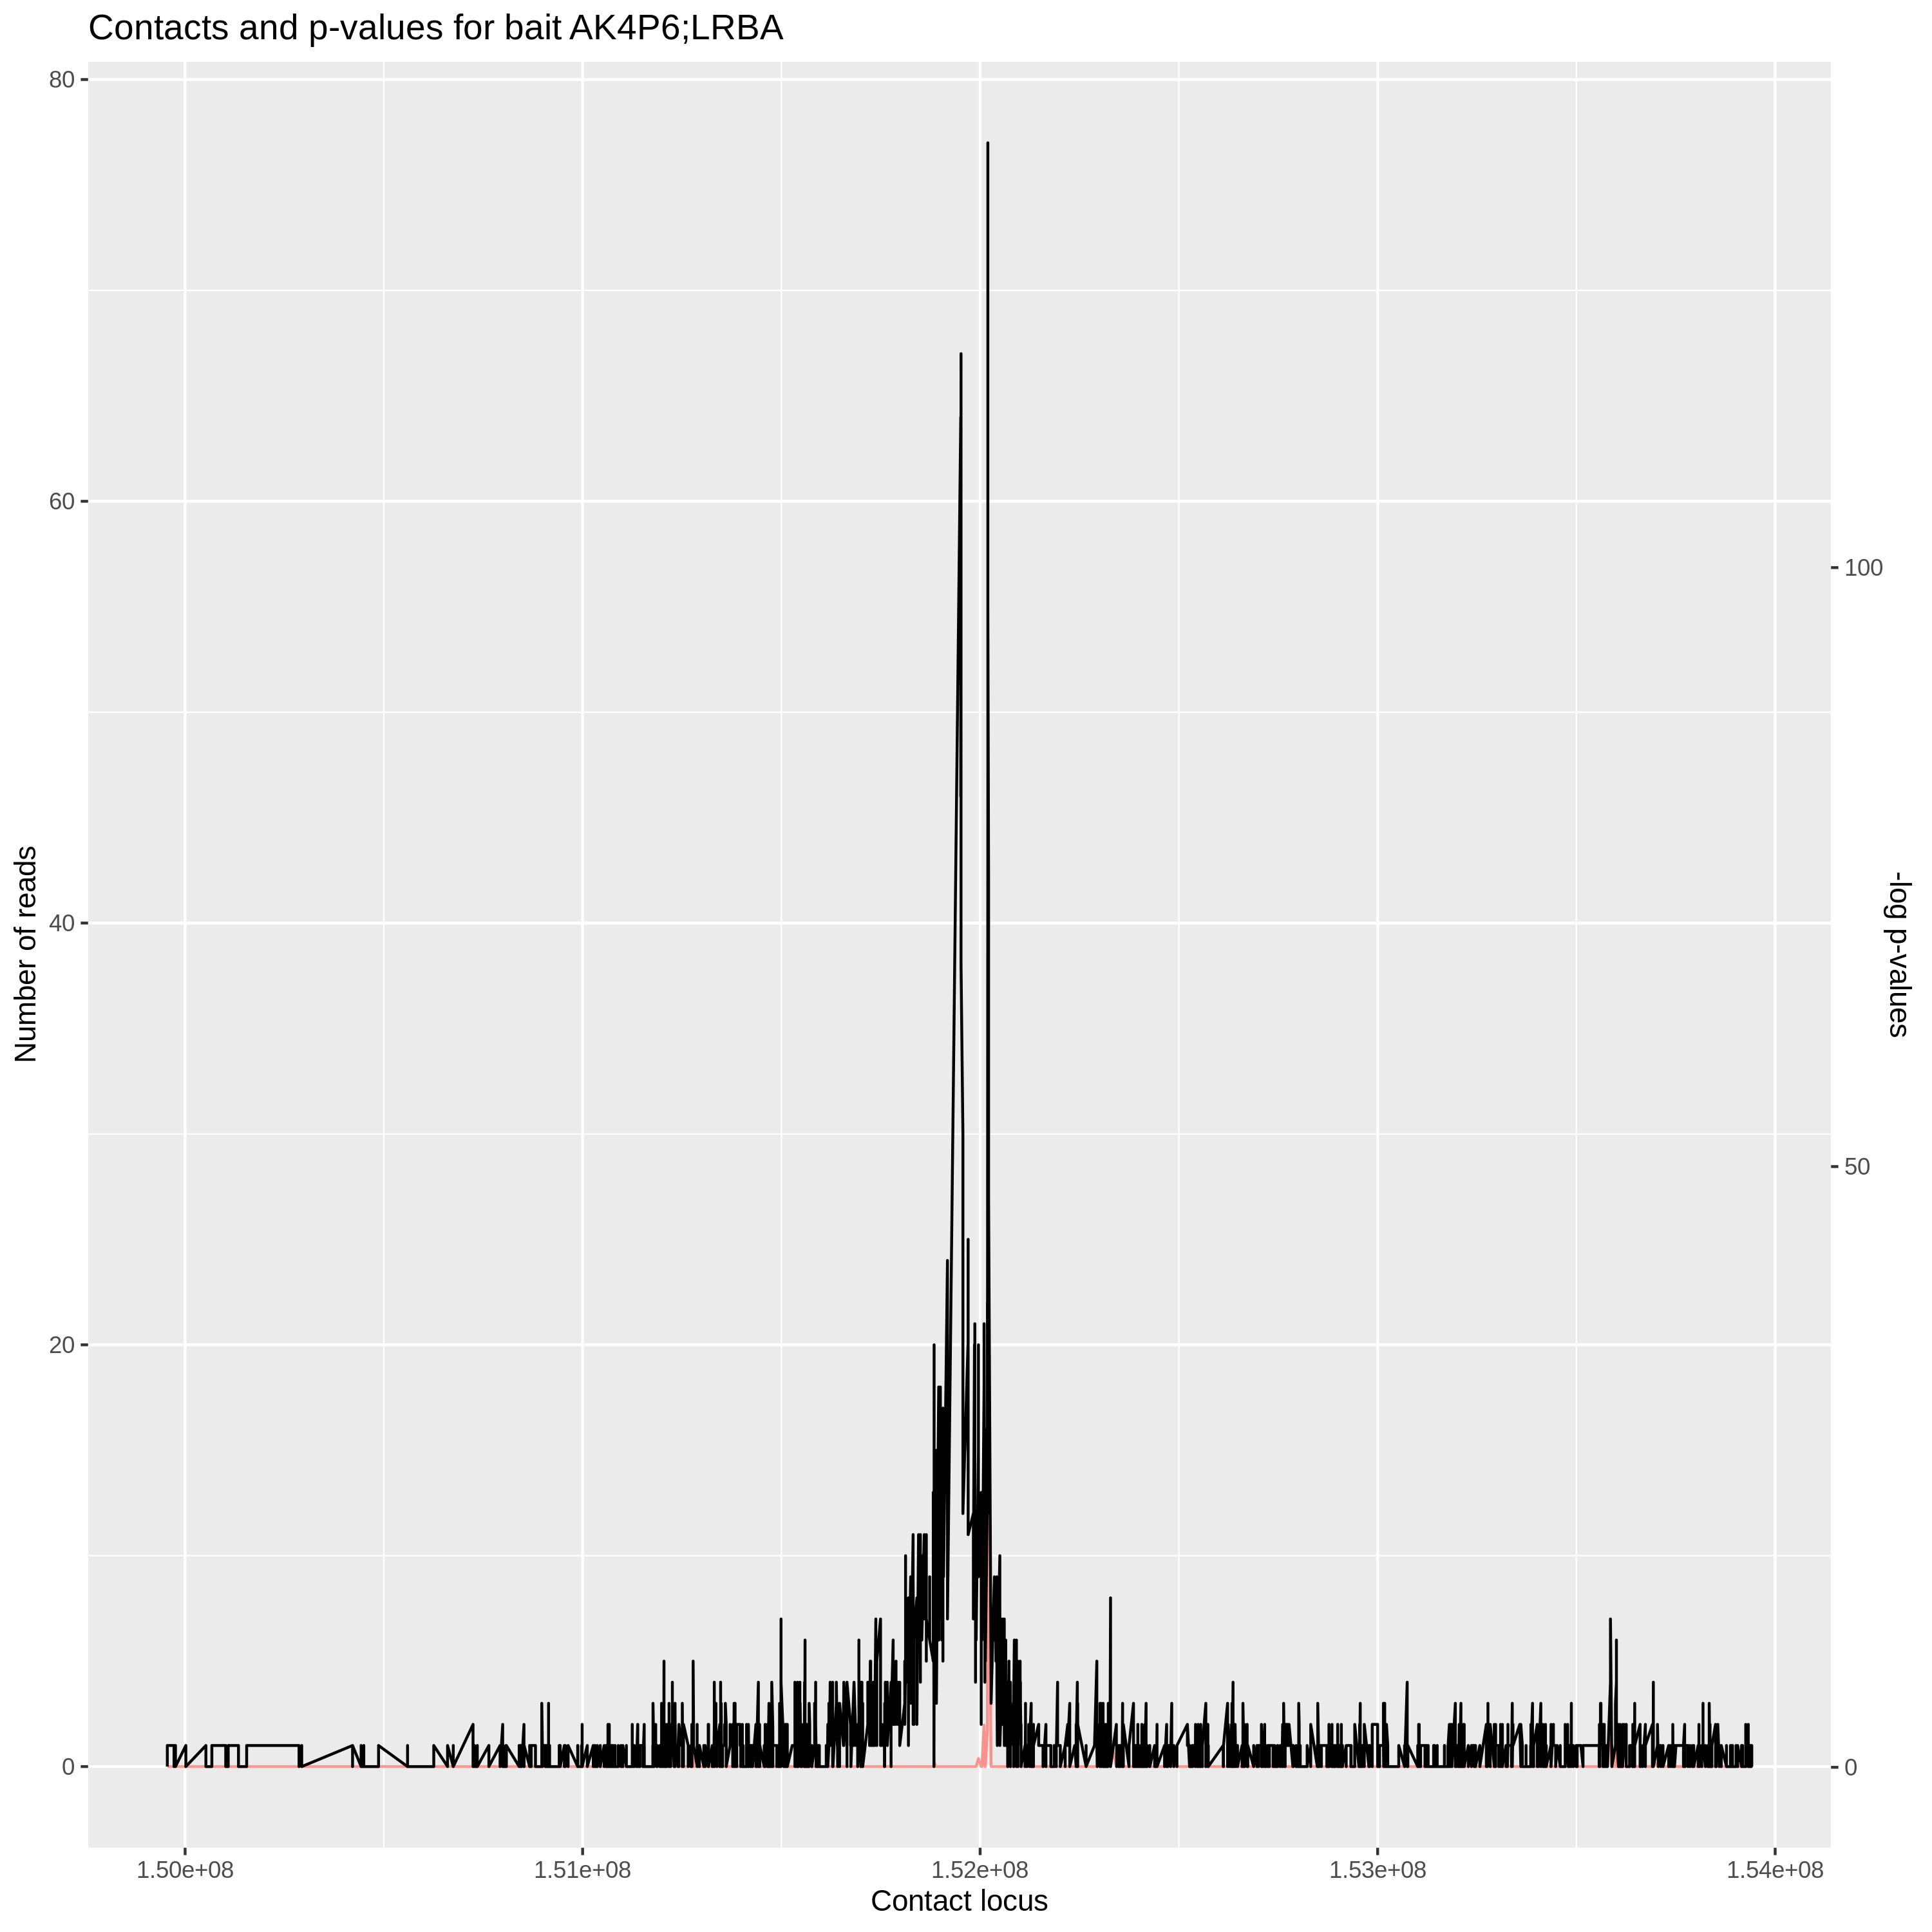 Contacts and p-values for bait AK4P6;LRBA
80
60
40
20
0
Number of reads
100
50
0
-log p-values
1.50e+08
1.51e+08
1.52e+08
1.53e+08
1.54e+08
Contact locus